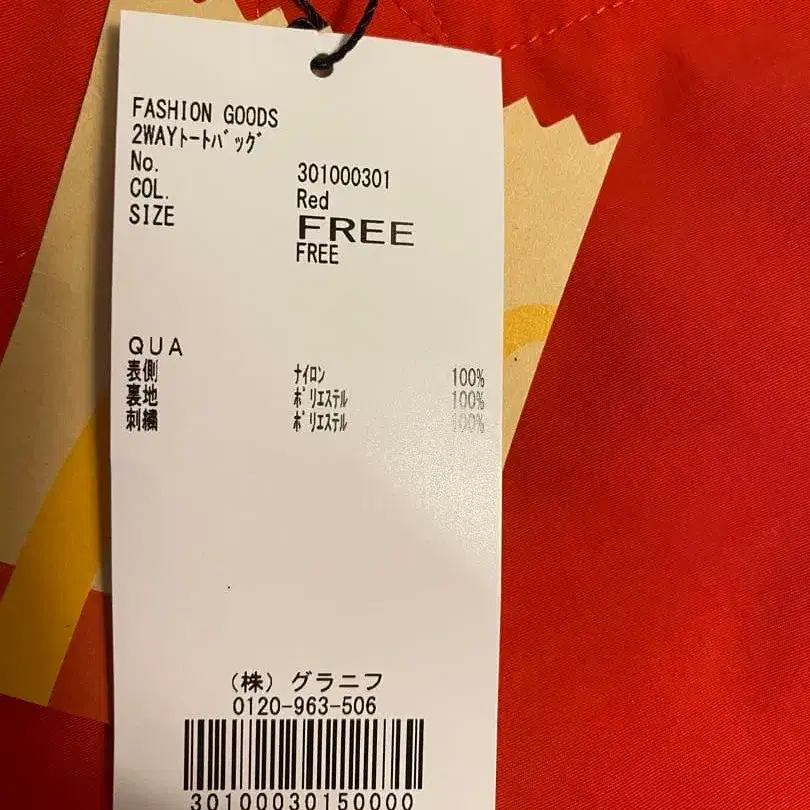 FASHION GOODS
2WAYﾄｰﾄﾊﾞｯｸﾞ
No. 301000301
COL. Red
SIZE FREE
FREE
QUA
表側 ﾅｲﾛﾝ 100%
裏地 ﾎﾟﾘｴｽﾃﾙ 100%
刺繍 ﾎﾟﾘｴｽﾃﾙ 100%
（株）グラニフ
0120-963-506
30100030150000